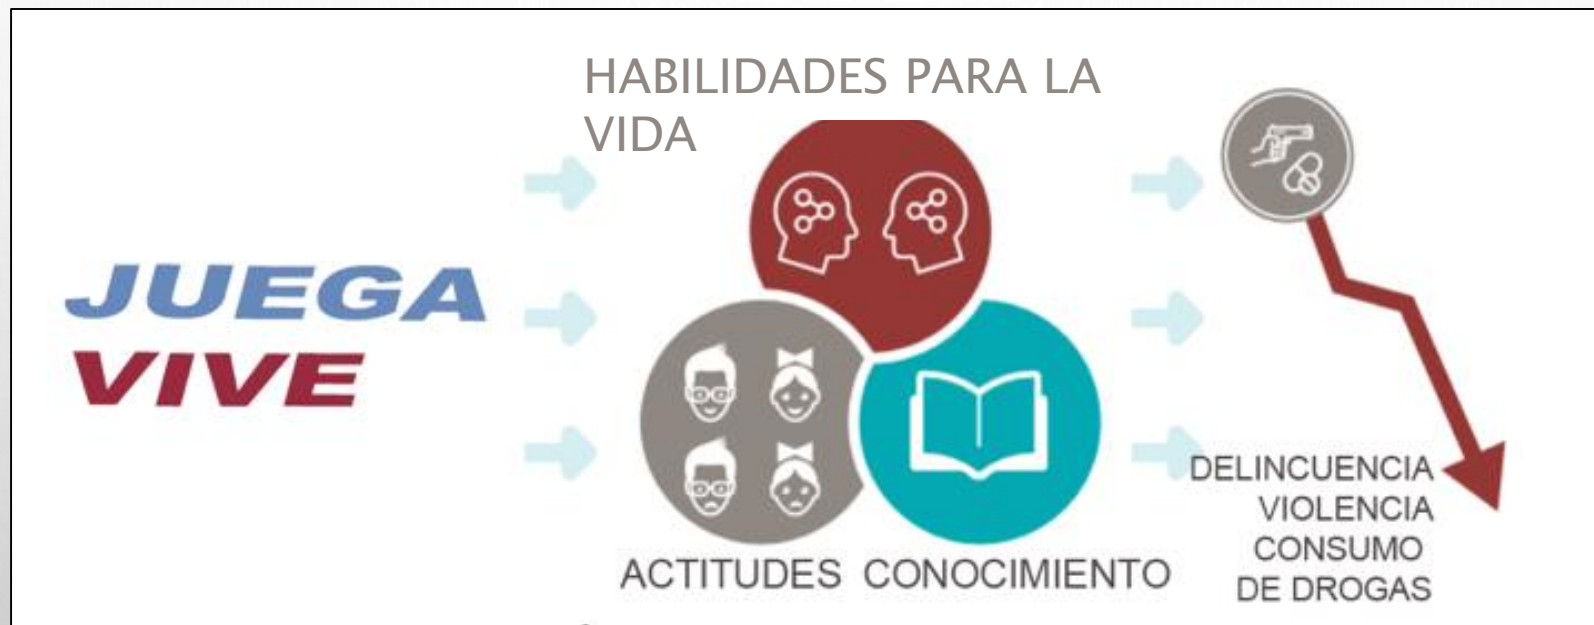 HABILIDADES PARA LA
VIDA
JUEGA
VIVE
ACTITUDES CONOCIMIENTO
DELINCUENCIA
VIOLENCIA
CONSUMO
DE DROGAS